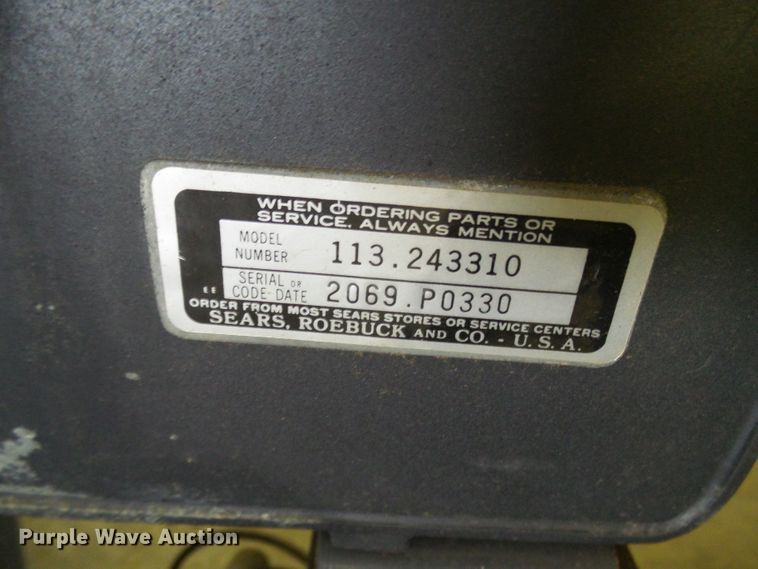 WHEN ORDERING PARTS OR
SERVICE, ALWAYS MENTION
MODEL
NUMBER 113.243310
SERIAL OR
CODE-DATE 2069.P0330
EE
ORDER FROM MOST SEARS STORES OR SERVICE CENTERS
SEARS, ROEBUCK AND CO. - U. S. A.
Purple Wave Auction